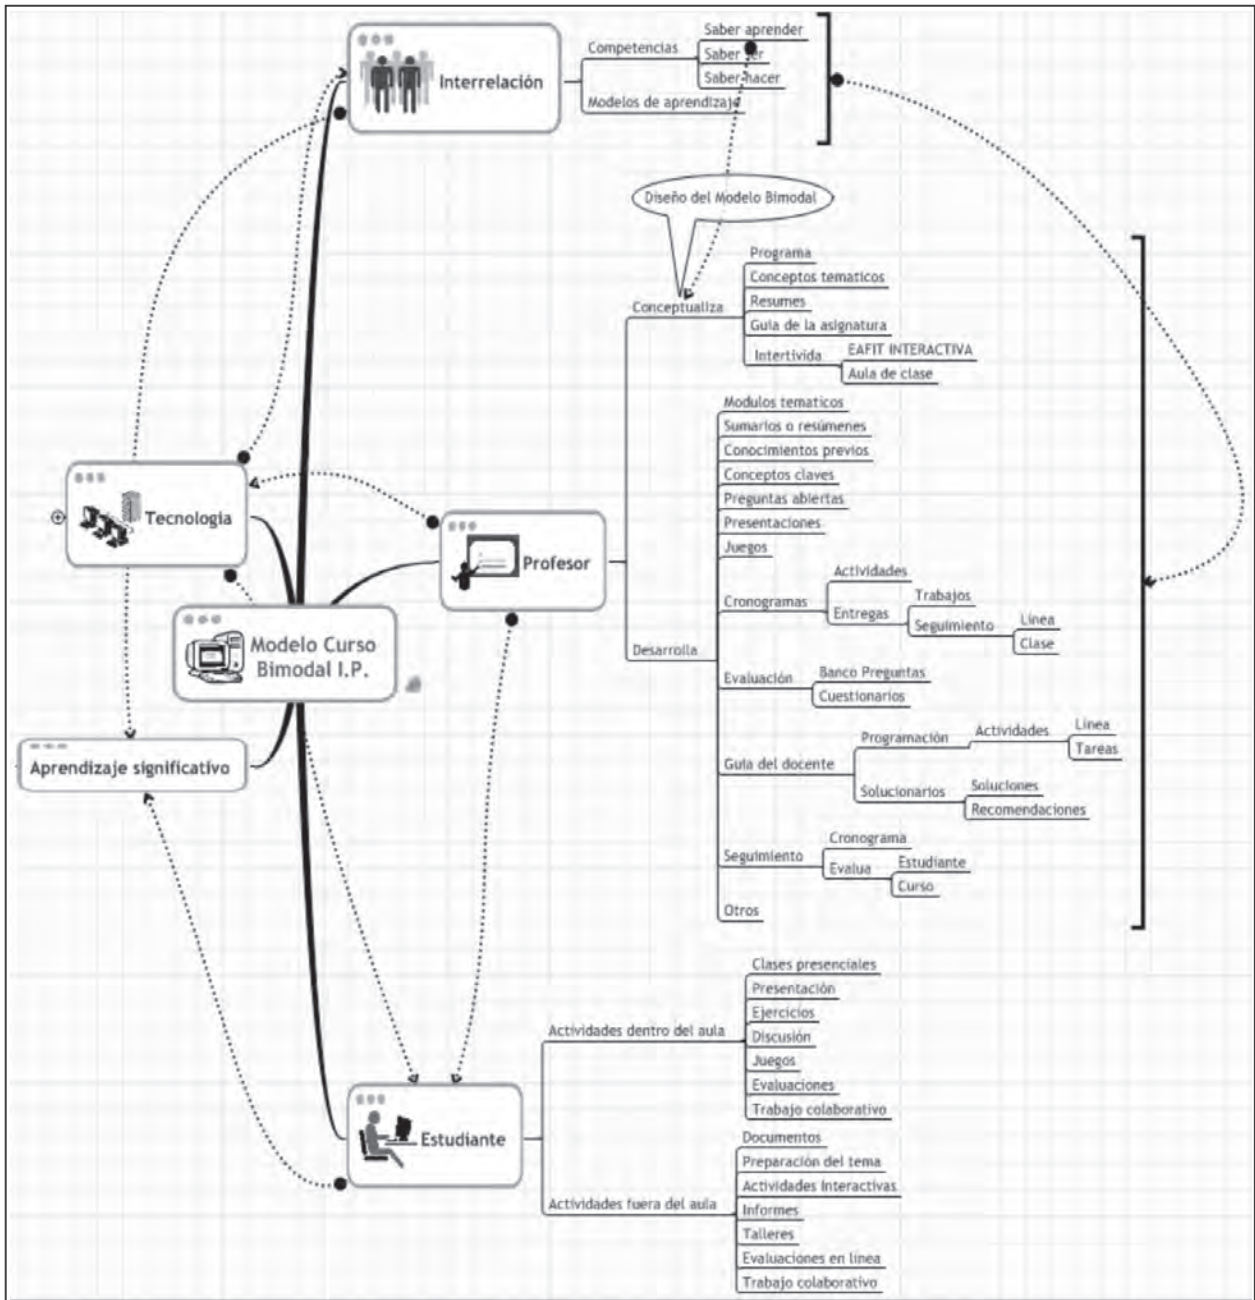 Interrelación
Competencias
Saber aprender
Saber ser
Saber hacer
Modelos de aprendizaje
Diseño del Modelo Bimodal
Conceptualiza
Programa
Conceptos tematicos
Resumes
Guia de la asignatura
Intertivida
EAFIT INTERACTIVA
Aula de clase
Tecnologia
Profesor
Modelo Curso
Bimodal I.P.
Aprendizaje significativo
Desarrolla
Modulos tematicos
Sumarios o resúmenes
Conocimientos previos
Conceptos claves
Preguntas abiertas
Presentaciones
Juegos
Cronogramas
Actividades
Entregas
Trabajos
Seguimiento
Linea
Clase
Evaluación
Banco Preguntas
Cuestionarios
Guia del docente
Programación
Actividades
Linea
Tareas
Solucionarios
Soluciones
Recomendaciones
Seguimiento
Cronograma
Evalua
Estudiante
Curso
Otros
Estudiante
Actividades dentro del aula
Clases presenciales
Presentación
Ejercicios
Discusión
Juegos
Evaluaciones
Trabajo colaborativo
Actividades fuera del aula
Documentos
Preparación del tema
Actividades Interactivas
Informes
Talleres
Evaluaciones en linea
Trabajo colaborativo